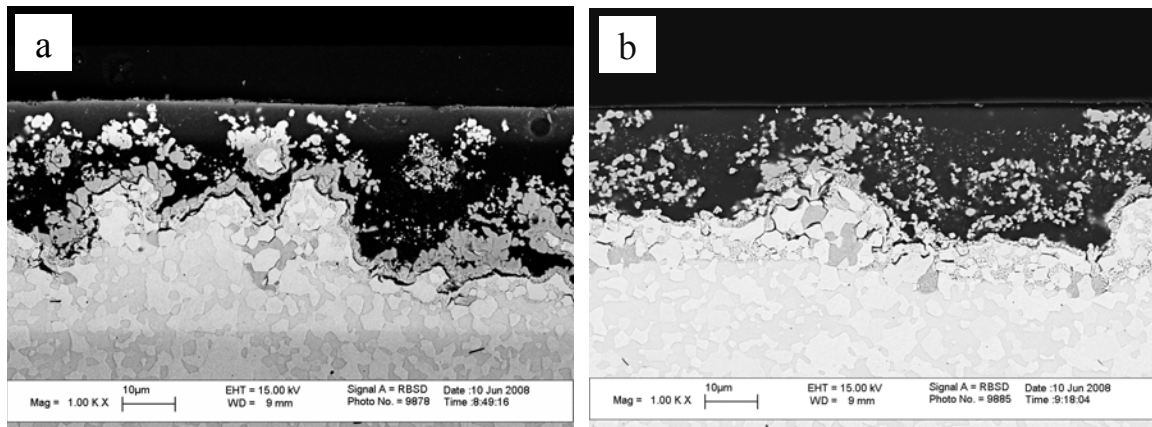 a
Mag = 1.00 K X
10µm
EHT = 15.00 kV
WD = 9 mm
Signal A = RBSD
Photo No. = 9878
Date :10 Jun 2008
Time :8:49:16
b
Mag = 1.00 K X
10µm
EHT = 15.00 kV
WD = 9 mm
Signal A = RBSD
Photo No. = 9885
Date :10 Jun 2008
Time :9:18:04